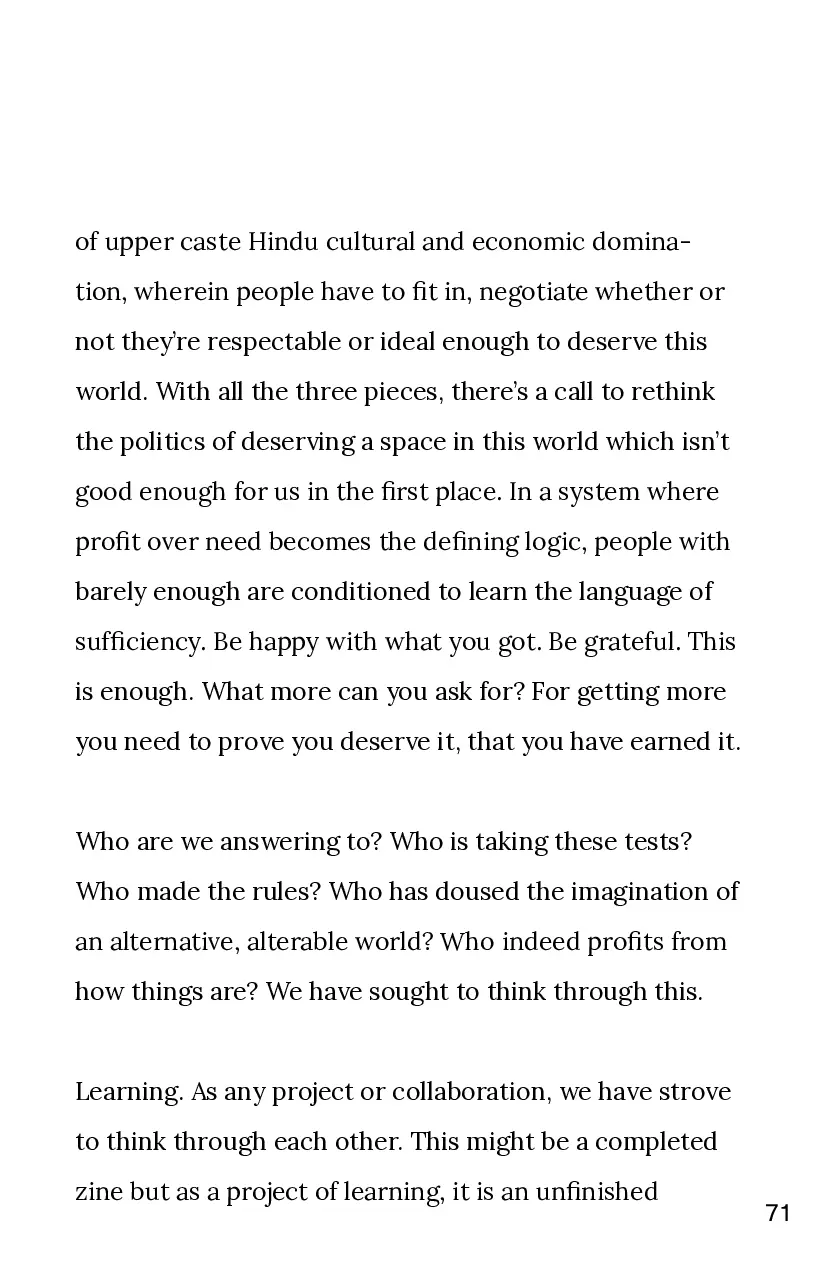 of upper caste Hindu cultural and economic domina-
tion, wherein people have to fit in, negotiate whether or
not they’re respectable or ideal enough to deserve this
world. With all the three pieces, there’s a call to rethink
the politics of deserving a space in this world which isn’t
good enough for us in the first place. In a system where
profit over need becomes the defining logic, people with
barely enough are conditioned to learn the language of
sufficiency. Be happy with what you got. Be grateful. This
is enough. What more can you ask for? For getting more
you need to prove you deserve it, that you have earned it.
Who are we answering to? Who is taking these tests?
Who made the rules? Who has doused the imagination of
an alternative, alterable world? Who indeed profits from
how things are? We have sought to think through this.
Learning. As any project or collaboration, we have strove
to think through each other. This might be a completed
zine but as a project of learning, it is an unfinished
71